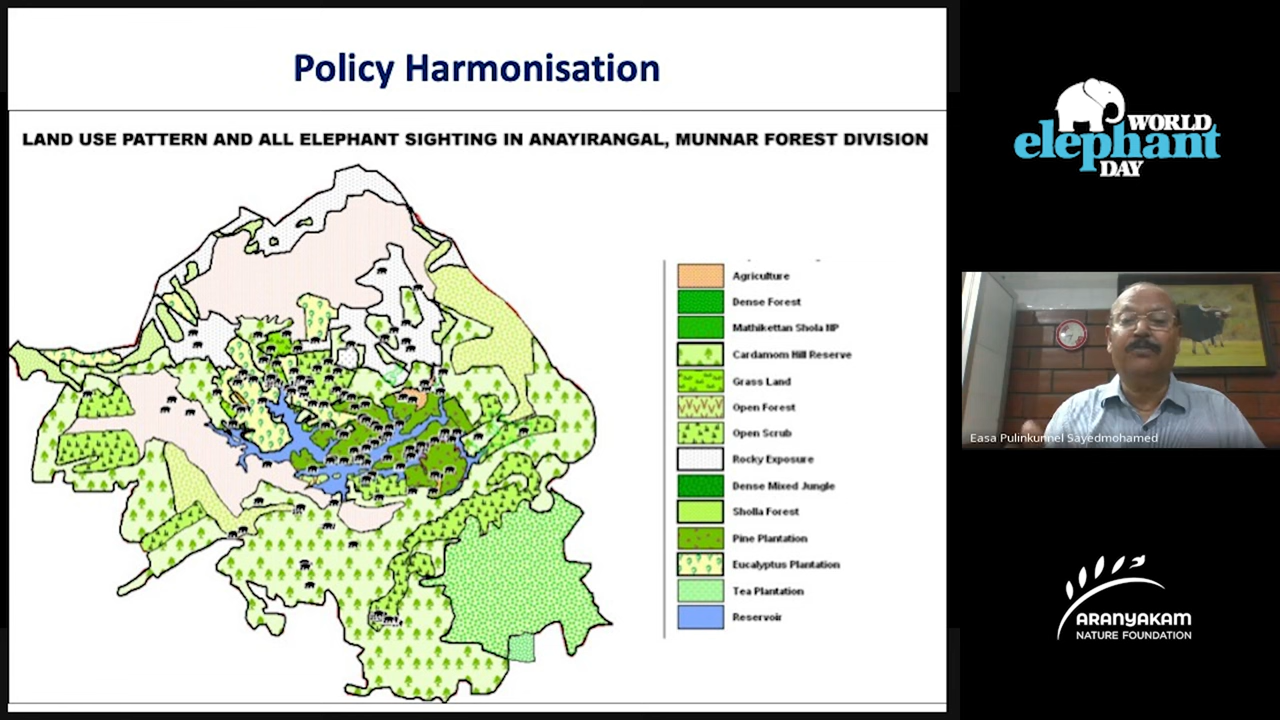 Policy Harmonisation
LAND USE PATTERN AND ALL ELEPHANT SIGHTING IN ANAYIRANGAL, MUNNAR FOREST DIVISION
Agriculture
Dense Forest
Mathikettan Shola NP
Cardamom Hill Reserve
Grass Land
Open Forest
Open Scrub
Rocky Exposure
Dense Mixed Jungle
Sholla Forest
Pine Plantation
Eucalyptus Plantation
Tea Plantation
Reservoir
WORLD
elephant
DAY
Easa Pulinkunnel Sayedmohamed
ARANYAKAM
NATURE FOUNDATION